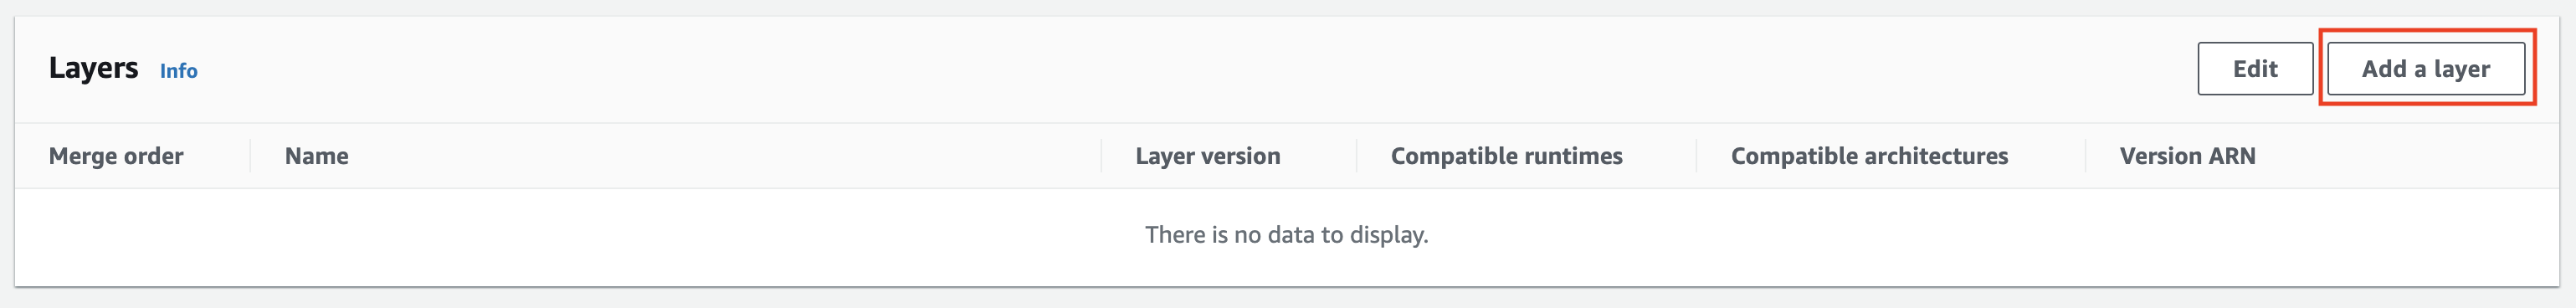 Layers Info Edit Add a layer
Merge order Name Layer version Compatible runtimes Compatible architectures Version ARN
There is no data to display.